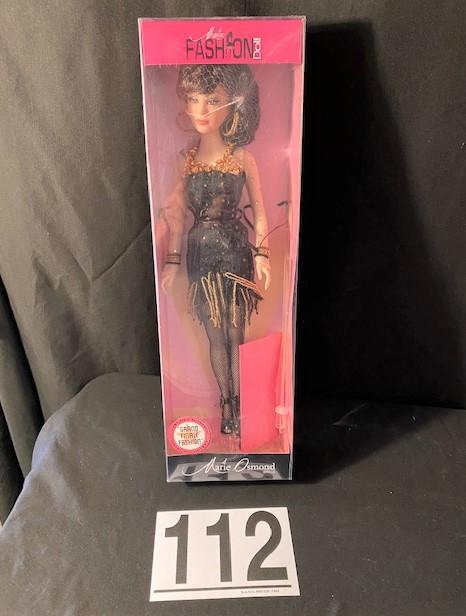 Marie
FASHION
Doll
GRAND
FINALE
FASHION
Marie Osmond
112